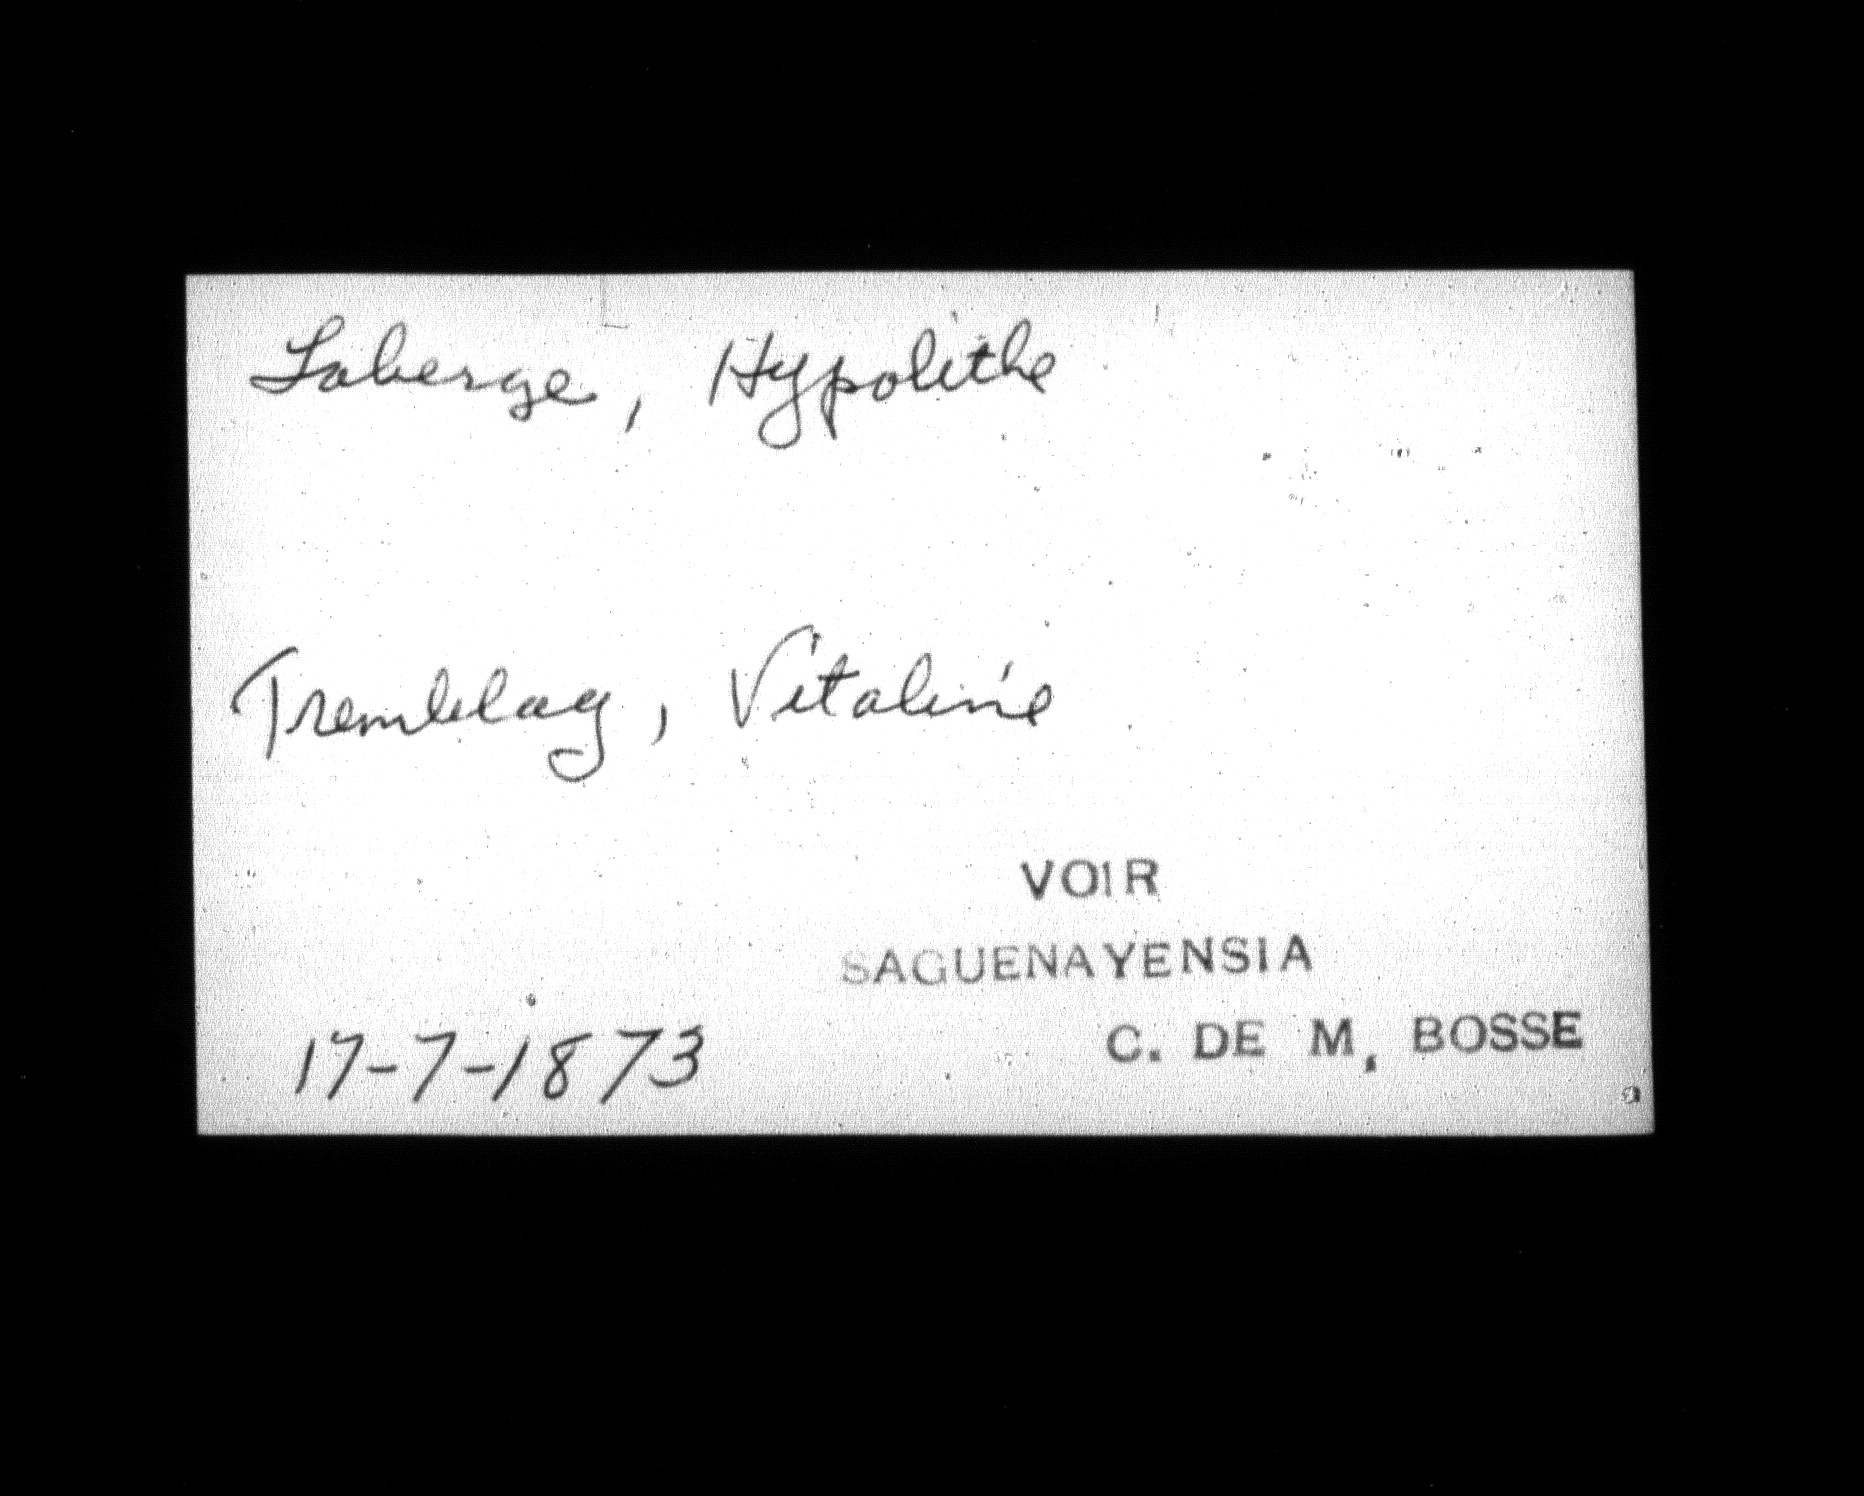 Laberge, Hypolithe
Tremblay, Vitaline
VOIR
SAGUENAYENSIA
17-7-1873
C. DE M, BOSSE